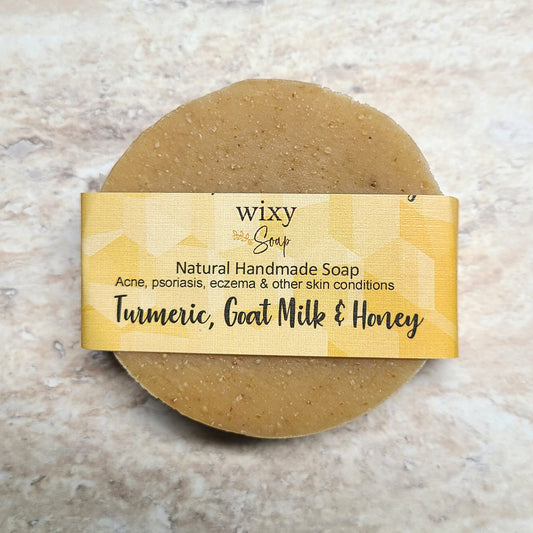 wixy
Soap
Natural Handmade Soap
Acne, psoriasis, eczema & other skin conditions
Turmeric, Goat Milk & Honey